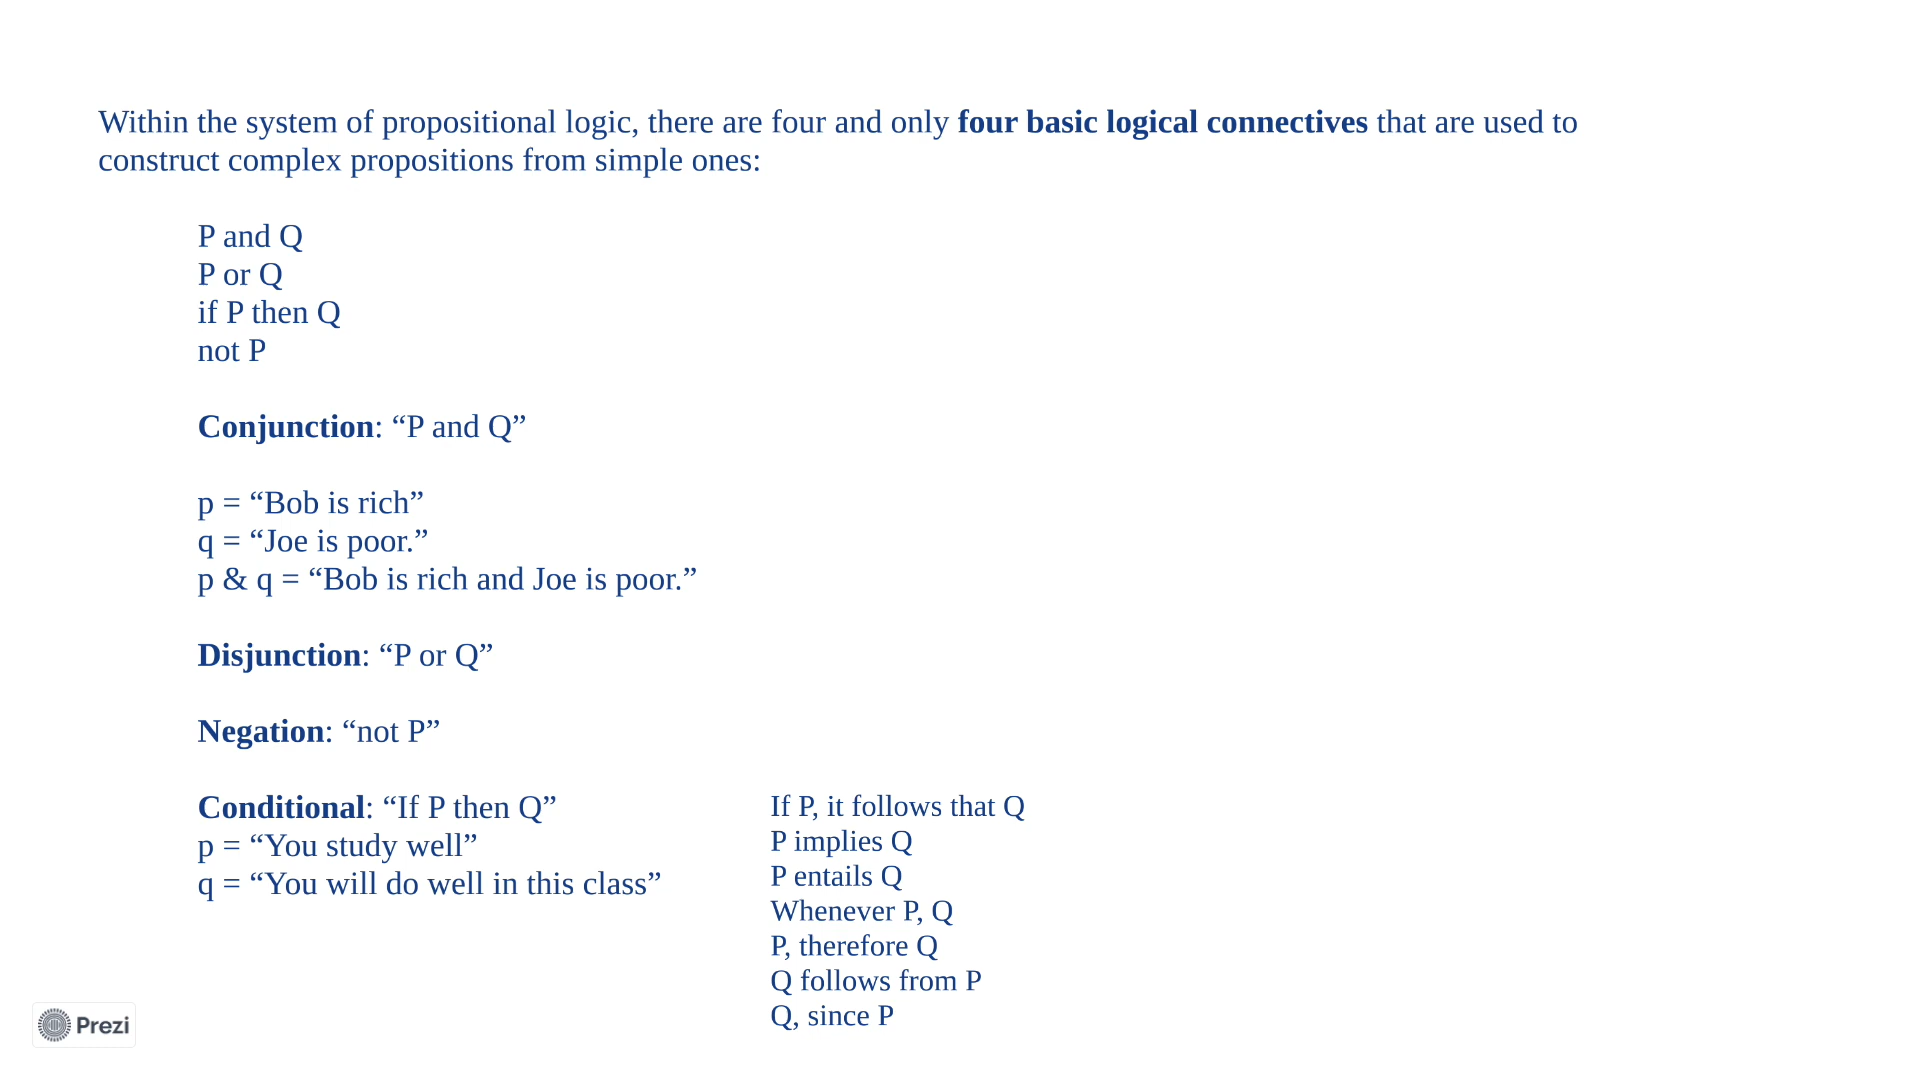 Within the system of propositional logic, there are four and only four basic logical connectives that are used to
construct complex propositions from simple ones:
P and Q
P or Q
if P then Q
not P
Conjunction: “P and Q”
p = “Bob is rich”
q = “Joe is poor.”
p & q = “Bob is rich and Joe is poor.”
Disjunction: “P or Q”
Negation: “not P”
Conditional: “If P then Q”
p = “You study well”
q = “You will do well in this class”
If P, it follows that Q
P implies Q
P entails Q
Whenever P, Q
P, therefore Q
Q follows from P
Q, since P
Prezi